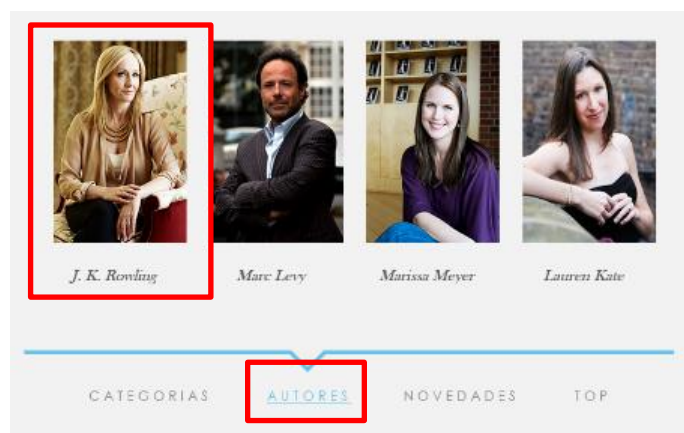 J. K. Rowling Marc Levy Marissa Meyer Lauren Kate
CATEGORIAS AUTORES NOVEDADES TOP